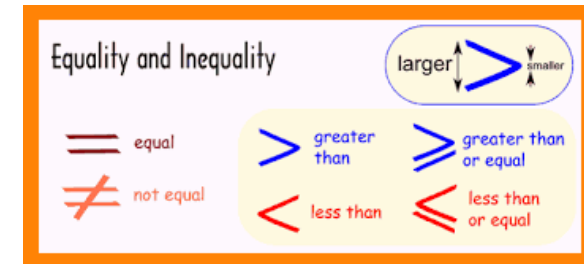 Equality and Inequality
larger > smaller
= equal
> greater
than
≥ greater than
or equal
≠ not equal
< less than
≤ less than
or equal